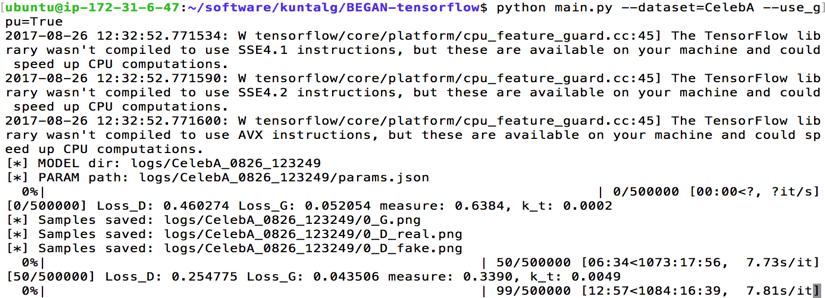 [ubuntu@ip-172-31-6-47:~/software/kuntalg/BEGAN-tensorflow$ python main.py --dataset=CelebA --use_g]
pu=True
2017-08-26 12:32:52.771534: W tensorflow/core/platform/cpu_feature_guard.cc:45] The TensorFlow lib
rary wasn't compiled to use SSE4.1 instructions, but these are available on your machine and could
 speed up CPU computations.
2017-08-26 12:32:52.771590: W tensorflow/core/platform/cpu_feature_guard.cc:45] The TensorFlow lib
rary wasn't compiled to use SSE4.2 instructions, but these are available on your machine and could
 speed up CPU computations.
2017-08-26 12:32:52.771600: W tensorflow/core/platform/cpu_feature_guard.cc:45] The TensorFlow lib
rary wasn't compiled to use AVX instructions, but these are available on your machine and could sp
eed up CPU computations.
[*] MODEL dir: logs/CelebA_0826_123249
[*] PARAM path: logs/CelebA_0826_123249/params.json
  0%| | 0/500000 [00:00<?, ?it/s]
[0/500000] Loss_D: 0.460274 Loss_G: 0.052054 measure: 0.6384, k_t: 0.0002
[*] Samples saved: logs/CelebA_0826_123249/0_G.png
[*] Samples saved: logs/CelebA_0826_123249/0_D_real.png
[*] Samples saved: logs/CelebA_0826_123249/0_D_fake.png
  0%| | 50/500000 [06:34<1073:17:56,  7.73s/it]
[50/500000] Loss_D: 0.254775 Loss_G: 0.043506 measure: 0.3390, k_t: 0.0049
  0%| | 99/500000 [12:57<1084:16:39,  7.81s/it]